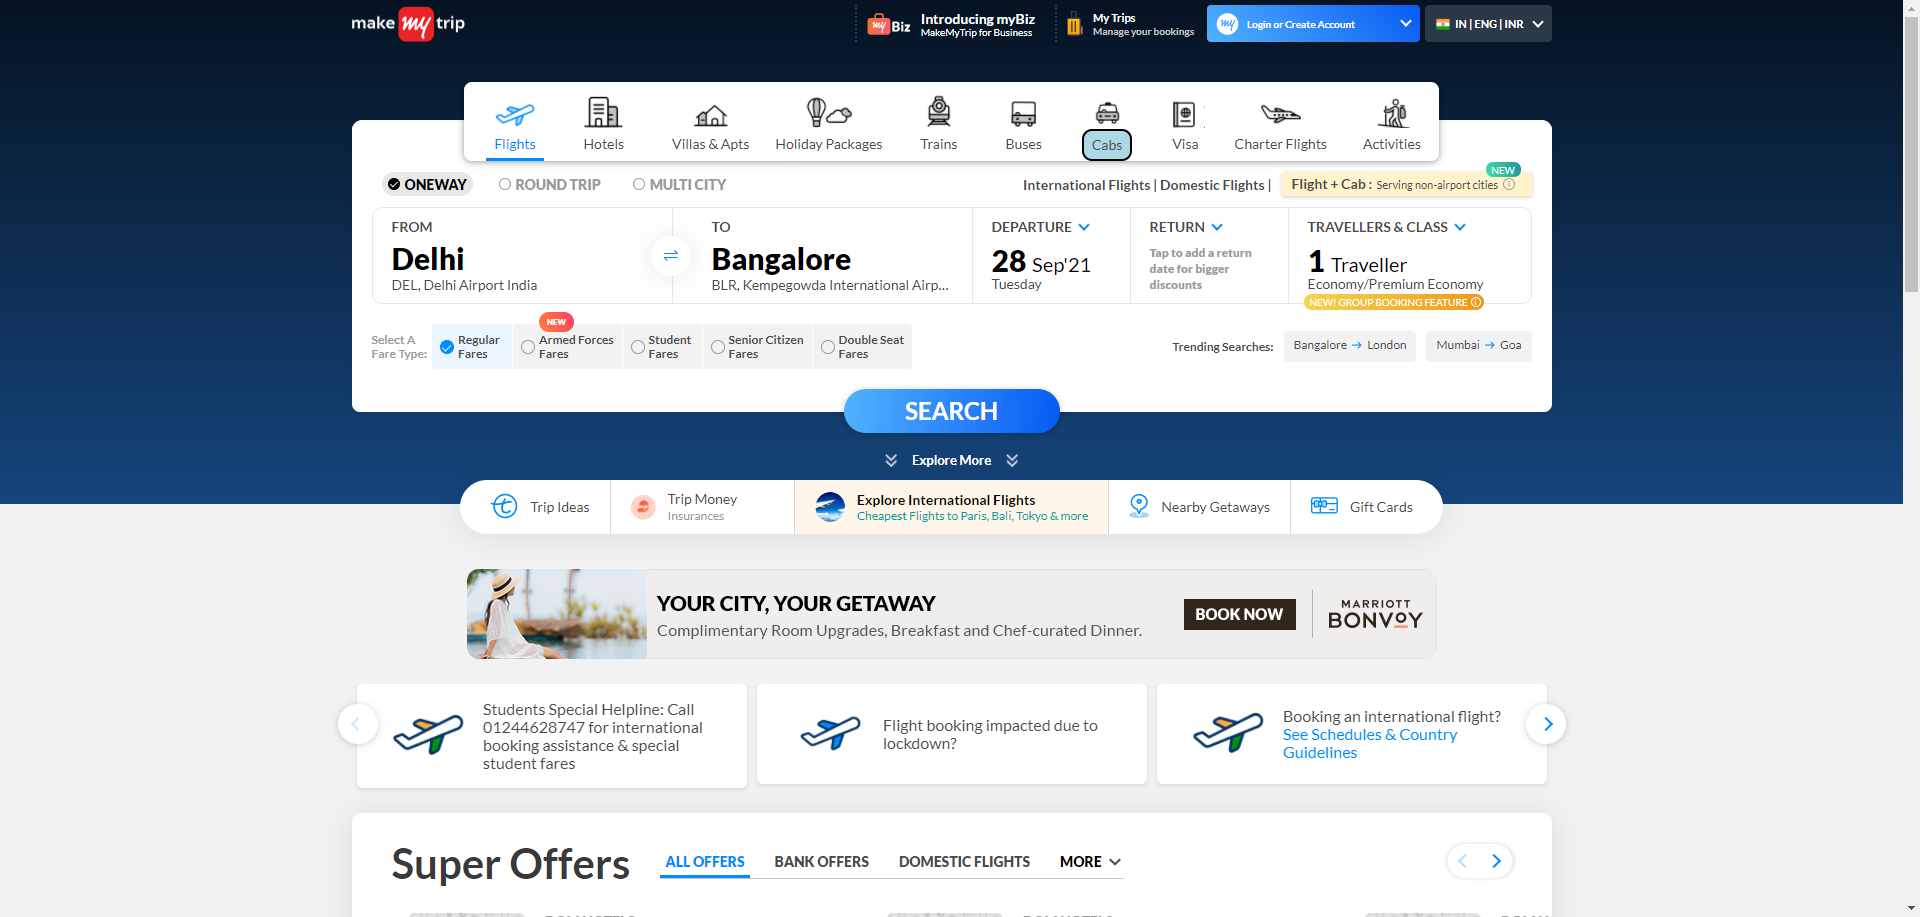 make my trip
my Biz
Introducing myBiz
MakeMyTrip for Business
My Trips
Manage your bookings
my
Login or Create Account
IN | ENG | INR
Flights
Hotels
Villas & Apts
Holiday Packages
Trains
Buses
Cabs
Visa
Charter Flights
Activities
ONEWAY
ROUND TRIP
MULTI CITY
International Flights | Domestic Flights |
NEW
Flight + Cab : Serving non-airport cities
FROM
Delhi
DEL, Delhi Airport India
TO
Bangalore
BLR, Kempegowda International Airp...
DEPARTURE
28 Sep'21
Tuesday
RETURN
Tap to add a return
date for bigger
discounts
TRAVELLERS & CLASS
1 Traveller
Economy/Premium Economy
NEW! GROUP BOOKING FEATURE
Select A
Fare Type:
Regular
Fares
NEW
Armed Forces
Fares
Student
Fares
Senior Citizen
Fares
Double Seat
Fares
Trending Searches:
Bangalore → London
Mumbai → Goa
SEARCH
Explore More
Trip Ideas
Trip Money
Insurances
Explore International Flights
Cheapest Flights to Paris, Bali, Tokyo & more
Nearby Getaways
Gift Cards
YOUR CITY, YOUR GETAWAY
Complimentary Room Upgrades, Breakfast and Chef-curated Dinner.
BOOK NOW
MARRIOTT
BONVOY
Students Special Helpline: Call
01244628747 for international
booking assistance & special
student fares
Flight booking impacted due to
lockdown?
Booking an international flight?
See Schedules & Country
Guidelines
Super Offers
ALL OFFERS
BANK OFFERS
DOMESTIC FLIGHTS
MORE